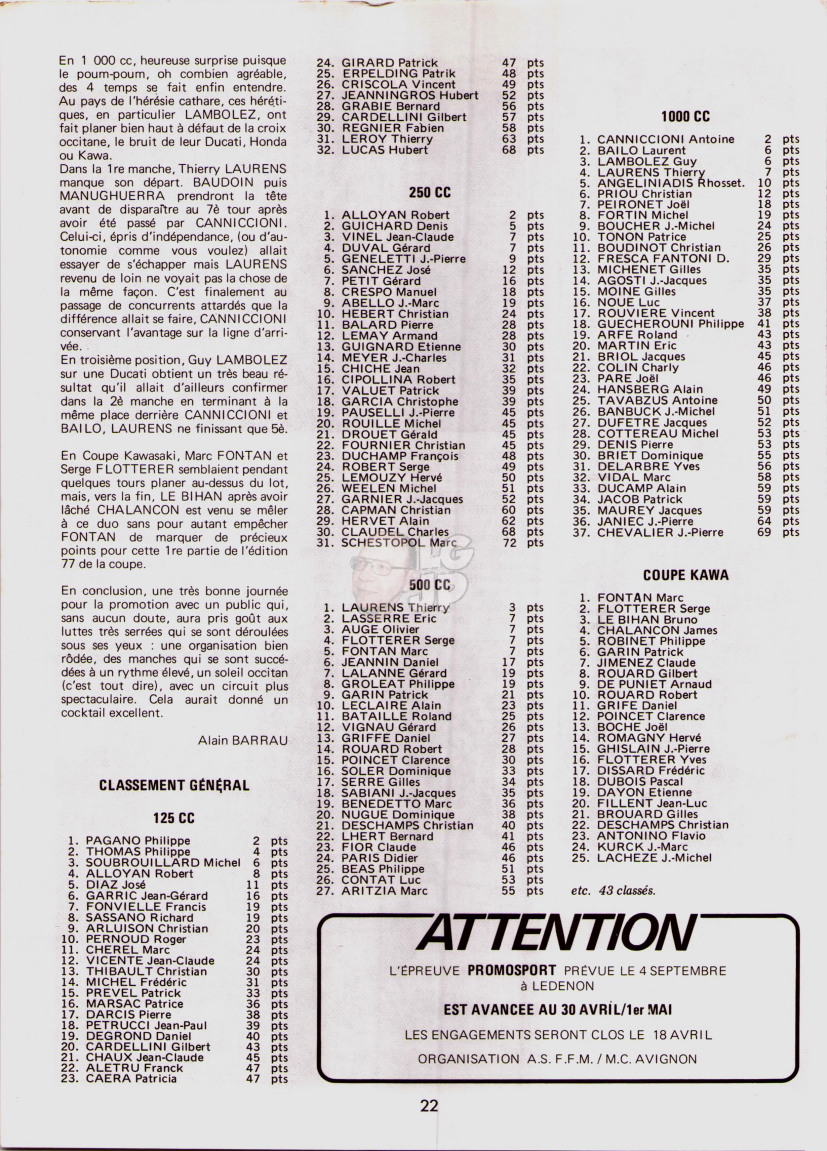 En 1 000 cc, heureuse surprise puisque
le poum-poum, oh combien agréable,
des 4 temps se fait enfin entendre.
Au pays de l'hérésie cathare, ces héréti-
ques, en particulier LAMBOLEZ, ont
fait planer bien haut à défaut de la croix
occitane, le bruit de leur Ducati, Honda
ou Kawa.
Dans la 1re manche, Thierry LAURENS
manque son départ. BAUDOIN puis
MANUGHUERRA prendront la tête
avant de disparaître au 7è tour après
avoir été passé par CANNICCIONI.
Celui-ci, épris d'indépendance, (ou d'au-
tonomie comme vous voulez) allait
essayer de s'échapper mais LAURENS
revenu de loin ne voyait pas la chose de
la même façon. C'est finalement au
passage de concurrents attardés que la
différence allait se faire, CANNICCIONI
conservant l'avantage sur la ligne d'arri-
vée.
En troisième position, Guy LAMBOLEZ
sur une Ducati obtient un très beau ré-
sultat qu'il allait d'ailleurs confirmer
dans la 2è manche en terminant à la
même place derrière CANNICCIONI et
BAILO, LAURENS ne finissant que 5è.
En Coupe Kawasaki, Marc FONTAN et
Serge FLOTTERER semblaient pendant
quelques tours planer au-dessus du lot,
mais, vers la fin, LE BIHAN après avoir
lâché CHALANCON est venu se mêler
à ce duo sans pour autant empêcher
FONTAN de marquer de précieux
points pour cette 1re partie de l'édition
77 de la coupe.
En conclusion, une très bonne journée
pour la promotion avec un public qui,
sans aucun doute, aura pris goût aux
luttes très serrées qui se sont déroulées
sous ses yeux : une organisation bien
rôdée, des manches qui se sont succé-
dées à un rythme élevé, un soleil occitan
(c'est tout dire), avec un circuit plus
spectaculaire. Cela aurait donné un
cocktail excellent.
Alain BARRAU
CLASSEMENT GÉNÉRAL
125 CC
1. PAGANO Philippe 2 pts
2. THOMAS Philippe 4 pts
3. SOUBROUILLARD Michel 6 pts
4. ALLOYAN Robert 8 pts
5. DIAZ José 11 pts
6. GARRIC Jean-Gérard 16 pts
7. FONVIELLE Francis 19 pts
8. SASSANO Richard 19 pts
9. ARLUISON Christian 20 pts
10. PERNOUD Roger 23 pts
11. CHEREL Marc 24 pts
12. VICENTE Jean-Claude 24 pts
13. THIBAULT Christian 30 pts
14. MICHEL Frédéric 31 pts
15. PREVEL Patrick 33 pts
16. MARSAC Patrice 36 pts
17. DARCIS Pierre 38 pts
18. PETRUCCI Jean-Paul 39 pts
19. DEGROND Daniel 40 pts
20. CARDELLINI Gilbert 43 pts
21. CHAUX Jean-Claude 45 pts
22. ALETRU Franck 47 pts
23. CAERA Patricia 47 pts
24. GIRARD Patrick 47 pts
25. ERPELDING Patrik 48 pts
26. CRISCOLA Vincent 49 pts
27. JEANNINGROS Hubert 52 pts
28. GRABIE Bernard 56 pts
29. CARDELLINI Gilbert 57 pts
30. REGNIER Fabien 58 pts
31. LEROY Thierry 63 pts
32. LUCAS Hubert 68 pts
250 CC
1. ALLOYAN Robert 2 pts
2. GUICHARD Denis 5 pts
3. VINEL Jean-Claude 7 pts
4. DUVAL Gérard 7 pts
5. GENELETTI J.-Pierre 9 pts
6. SANCHEZ José 12 pts
7. PETIT Gérard 16 pts
8. CRESPO Manuel 18 pts
9. ABELLO J.-Marc 19 pts
10. HEBERT Christian 24 pts
11. BALARD Pierre 28 pts
12. LEMAY Armand 28 pts
13. GUIGNARD Etienne 30 pts
14. MEYER J.-Charles 31 pts
15. CHICHE Jean 32 pts
16. CIPOLLINA Robert 35 pts
17. VALUET Patrick 39 pts
18. GARCIA Christophe 39 pts
19. PAUSELLI J.-Pierre 45 pts
20. ROUILLE Michel 45 pts
21. DROUET Gérald 45 pts
22. FOURNIER Christian 45 pts
23. DUCHAMP François 48 pts
24. ROBERT Serge 49 pts
25. LEMOUZY Hervé 50 pts
26. WEELEN Michel 51 pts
27. GARNIER J.-Jacques 52 pts
28. CAPMAN Christian 60 pts
29. HERVET Alain 62 pts
30. CLAUDEL Charles 68 pts
31. SCHESTOPOL Marc 72 pts
500 CC
1. LAURENS Thierry 3 pts
2. LASSERRE Eric 7 pts
3. AUGE Olivier 7 pts
4. FLOTTERER Serge 7 pts
5. FONTAN Marc 7 pts
6. JEANNIN Daniel 17 pts
7. LALANNE Gérard 19 pts
8. GROLEAT Philippe 19 pts
9. GARIN Patrick 21 pts
10. LECLAIRE Alain 23 pts
11. BATAILLE Roland 25 pts
12. VIGNAU Gérard 26 pts
13. GRIFFE Daniel 27 pts
14. ROUARD Robert 28 pts
15. POINCET Clarence 30 pts
16. SOLER Dominique 33 pts
17. SERRE Gilles 34 pts
18. SABIANI J.-Jacques 35 pts
19. BENEDETTO Marc 36 pts
20. NUGUE Dominique 38 pts
21. DESCHAMPS Christian 40 pts
22. LHERT Bernard 41 pts
23. FIOR Claude 46 pts
24. PARIS Didier 46 pts
25. BEAS Philippe 51 pts
26. CONTAT Luc 53 pts
27. ARITZIA Marc 55 pts
1000 CC
1. CANNICCIONI Antoine 2 pts
2. BAILO Laurent 6 pts
3. LAMBOLEZ Guy 6 pts
4. LAURENS Thierry 7 pts
5. ANGELINIADIS Rhosset. 10 pts
6. PRIOU Christian 12 pts
7. PEIRONET Joël 18 pts
8. FORTIN Michel 19 pts
9. BOUCHER J.-Michel 24 pts
10. TONON Patrice 25 pts
11. BOUDINOT Christian 26 pts
12. FRESCA FANTONI D. 29 pts
13. MICHENET Gilles 35 pts
14. AGOSTI J.-Jacques 35 pts
15. MOINE Gilles 35 pts
16. NOUE Luc 37 pts
17. ROUVIERE Vincent 38 pts
18. GUECHEROUNI Philippe 41 pts
19. ARFE Roland 43 pts
20. MARTIN Eric 43 pts
21. BRIOL Jacques 45 pts
22. COLIN Charly 46 pts
23. PARE Joël 46 pts
24. HANSBERG Alain 49 pts
25. TAVABZUS Antoine 50 pts
26. BANBUCK J.-Michel 51 pts
27. DUFETRE Jacques 52 pts
28. COTTEREAU Michel 53 pts
29. DENIS Pierre 53 pts
30. BRIET Dominique 55 pts
31. DELARBRE Yves 56 pts
32. VIDAL Marc 58 pts
33. DUCAMP Alain 59 pts
34. JACOB Patrick 59 pts
35. MAUREY Jacques 59 pts
36. JANIEC J.-Pierre 64 pts
37. CHEVALIER J.-Pierre 69 pts
COUPE KAWA
1. FONTAN Marc
2. FLOTTERER Serge
3. LE BIHAN Bruno
4. CHALANCON James
5. ROBINET Philippe
6. GARIN Patrick
7. JIMENEZ Claude
8. ROUARD Gilbert
9. DE PUNIET Arnaud
10. ROUARD Robert
11. GRIFE Daniel
12. POINCET Clarence
13. BOCHE Joël
14. ROMAGNY Hervé
15. GHISLAIN J.-Pierre
16. FLOTTERER Yves
17. DISSARD Frédéric
18. DUBOIS Pascal
19. DAYON Etienne
20. FILLENT Jean-Luc
21. BROUARD Gilles
22. DESCHAMPS Christian
23. ANTONINO Flavio
24. KURCK J.-Marc
25. LACHEZE J.-Michel
etc. 43 classés.
ATTENTION
L'ÉPREUVE PROMOSPORT PRÉVUE LE 4 SEPTEMBRE
à LEDENON
EST AVANCEE AU 30 AVRIL/1er MAI
LES ENGAGEMENTS SERONT CLOS LE 18 AVRIL
ORGANISATION A.S. F.F.M. / M.C. AVIGNON
22